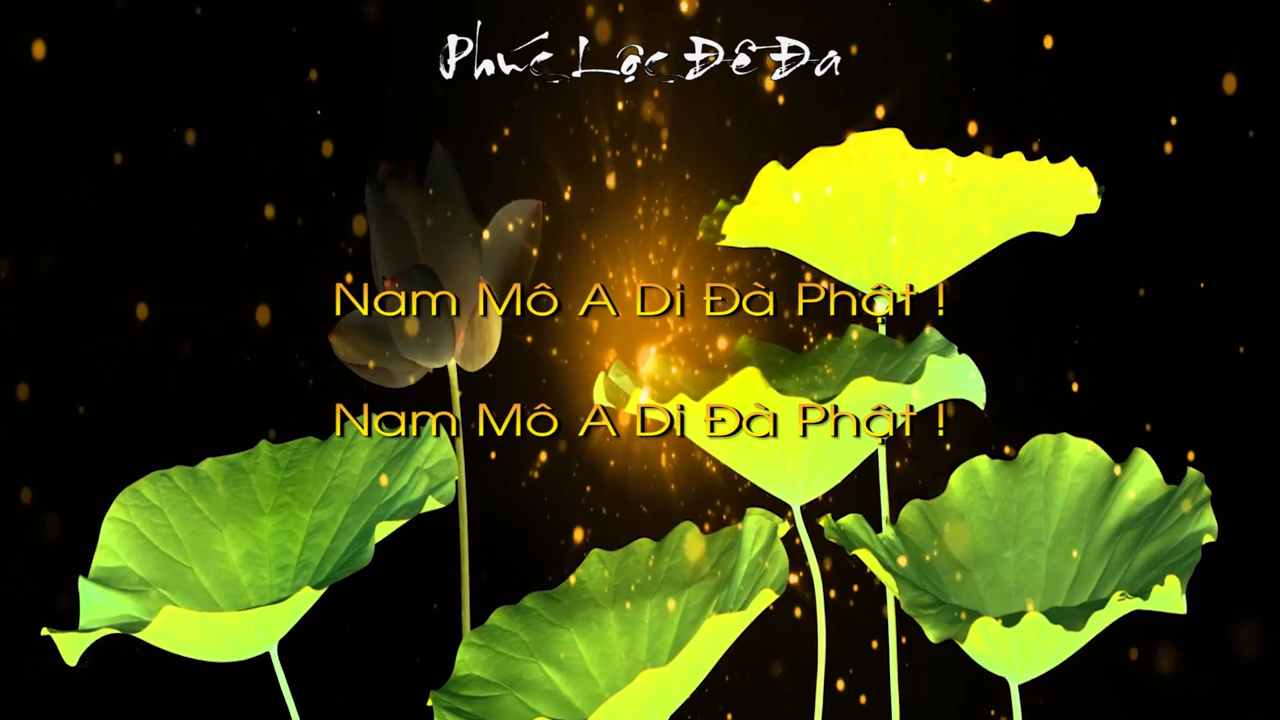 Phúc Lộc Đề Đa
Nam Mô A Di Đà Phật !
Nam Mô A Di Đà Phật !